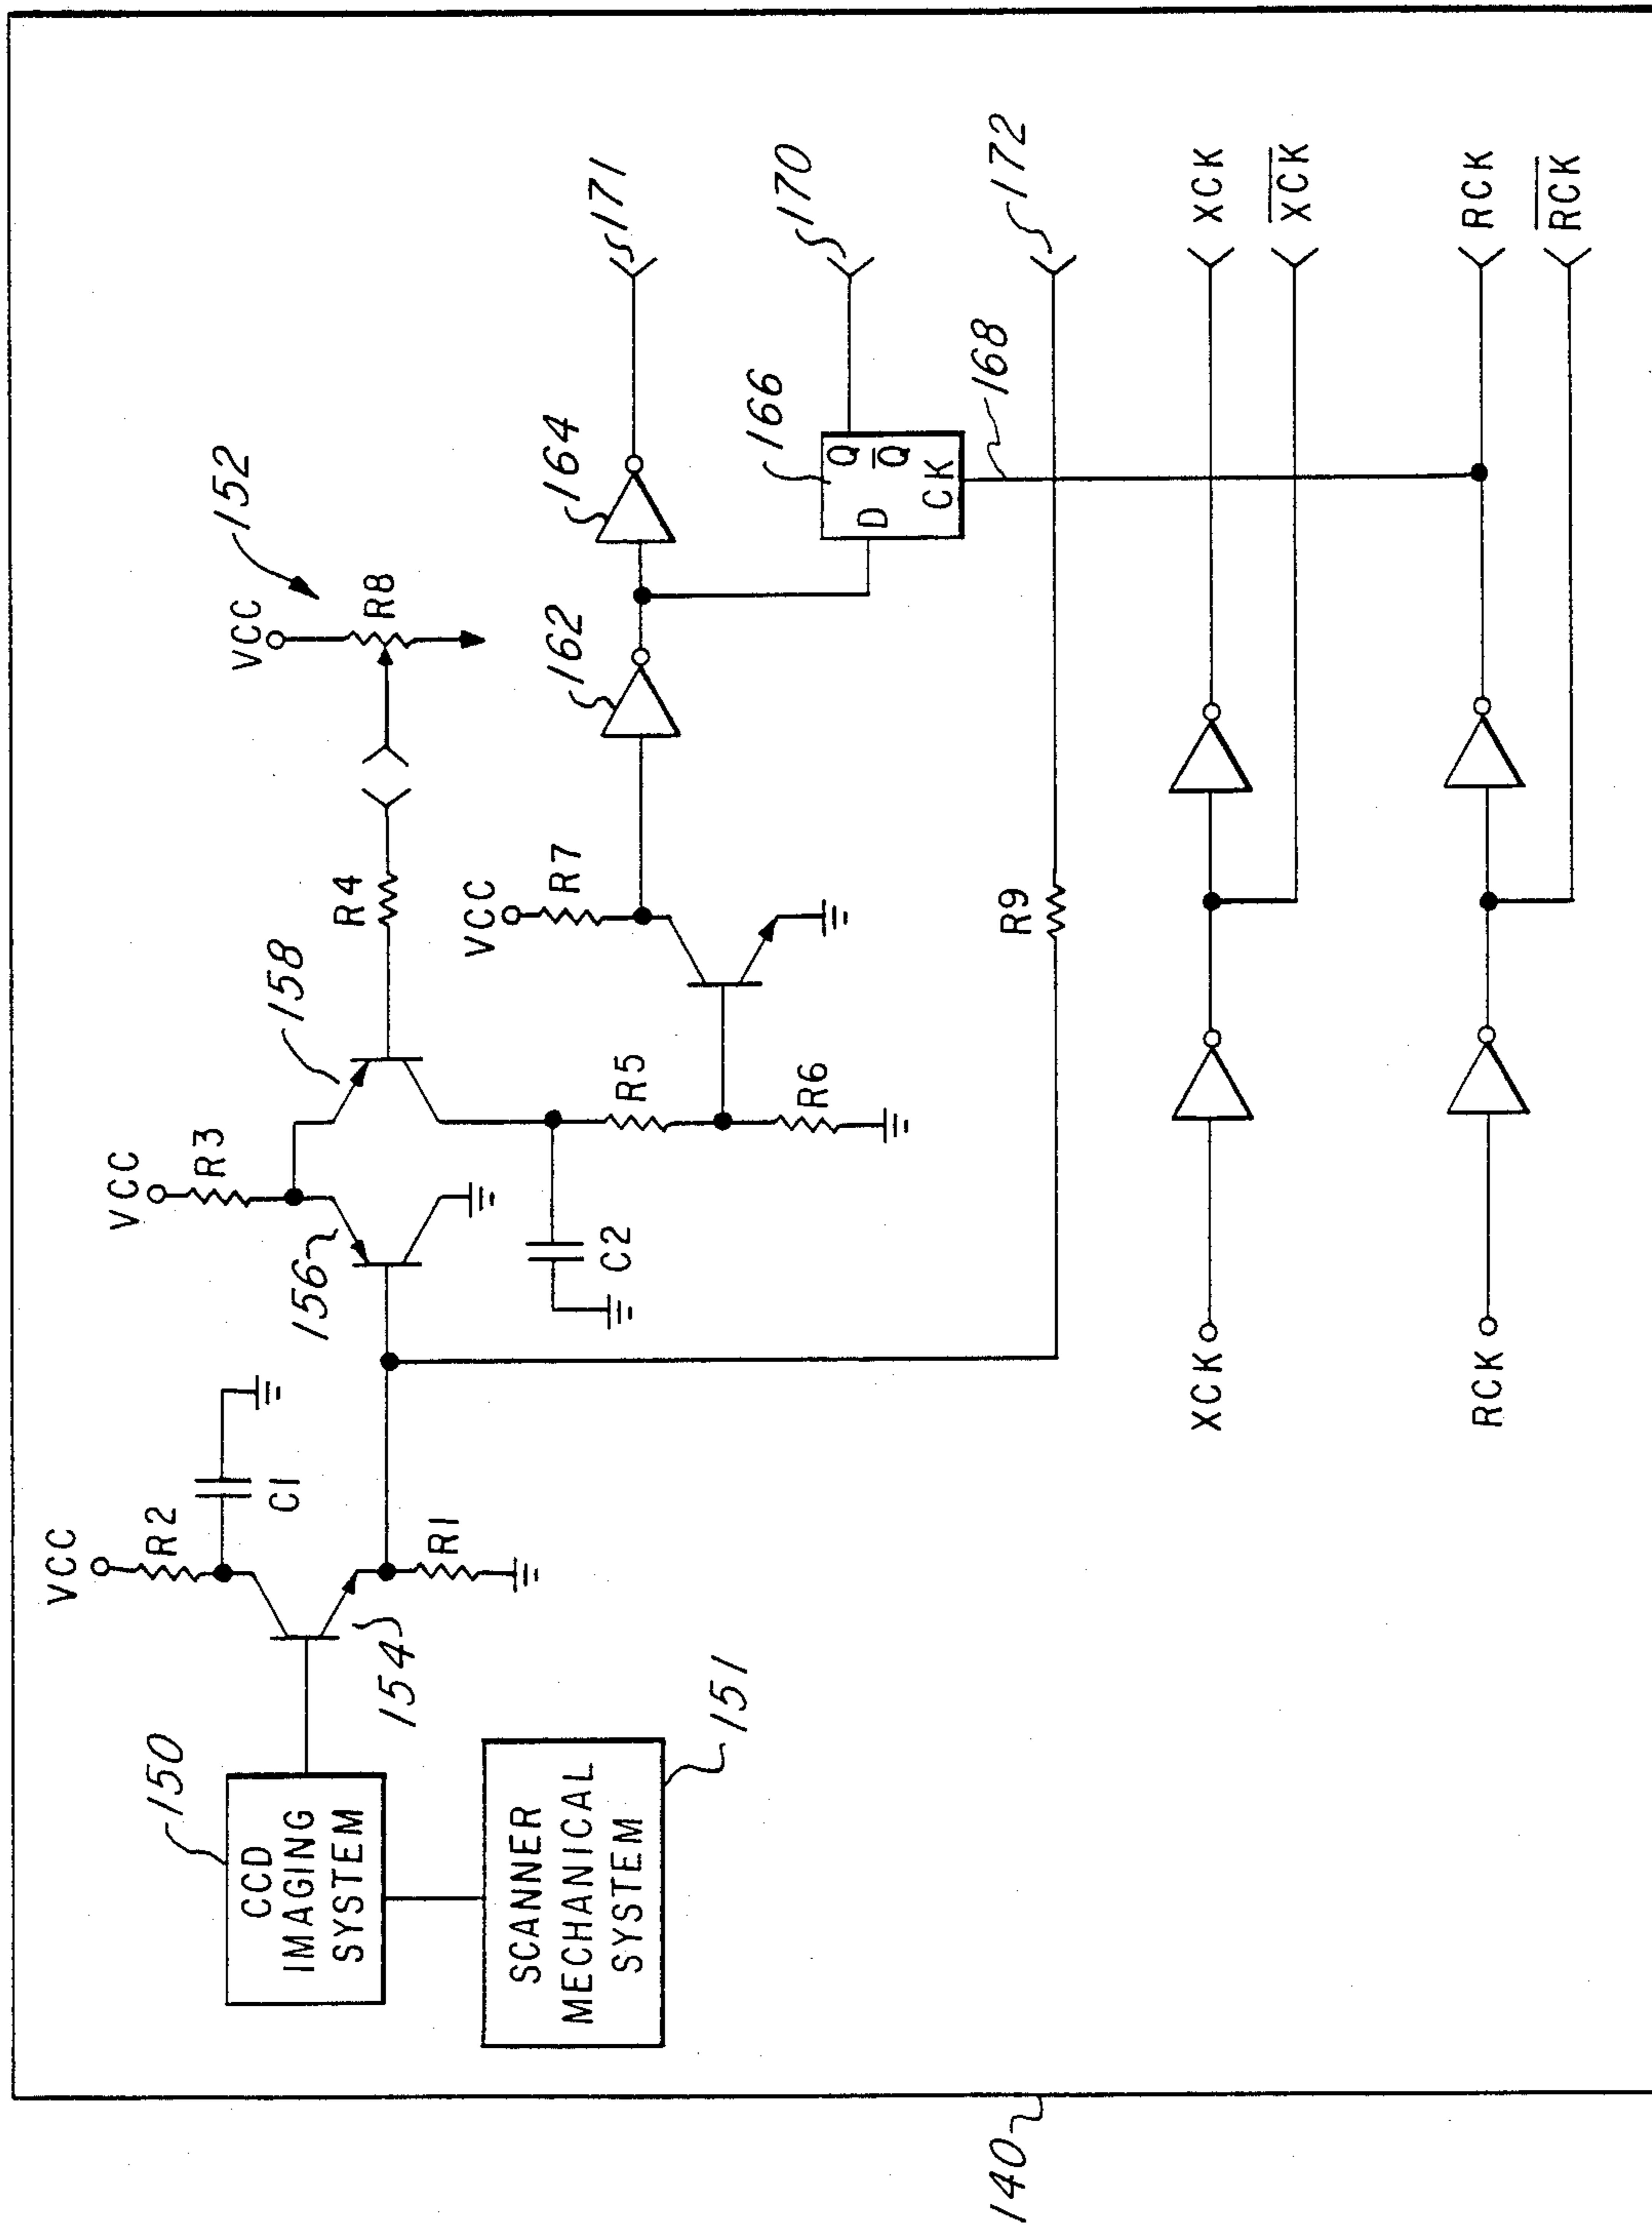 140
150
CCD
IMAGING
SYSTEM
SCANNER
MECHANICAL
SYSTEM
151
154
VCC
R2
C1
R1
156
VCC
R3
C2
158
R4
R5
R6
VCC
R7
R9
VCC
R8
152
162
164
166
D
Q
Q̅
CK
168
171
170
172
XCK
XCK
X̅C̅K̅
RCK
RCK
R̅C̅K̅